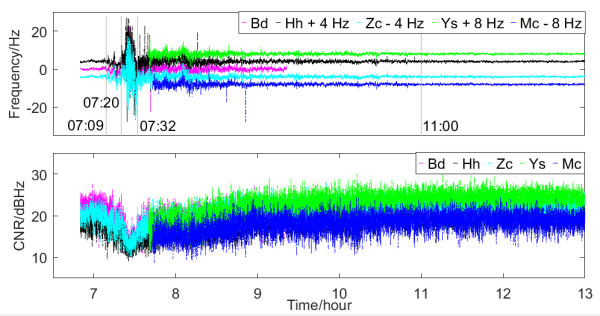 Bd Hh + 4 Hz Zc - 4 Hz Ys + 8 Hz Mc - 8 Hz
Frequency/Hz
20
0
-20
07:20
07:09
07:32
11:00
Bd Hh Zc Ys Mc
CNR/dBHz
30
20
10
7 8 9 10 11 12 13
Time/hour